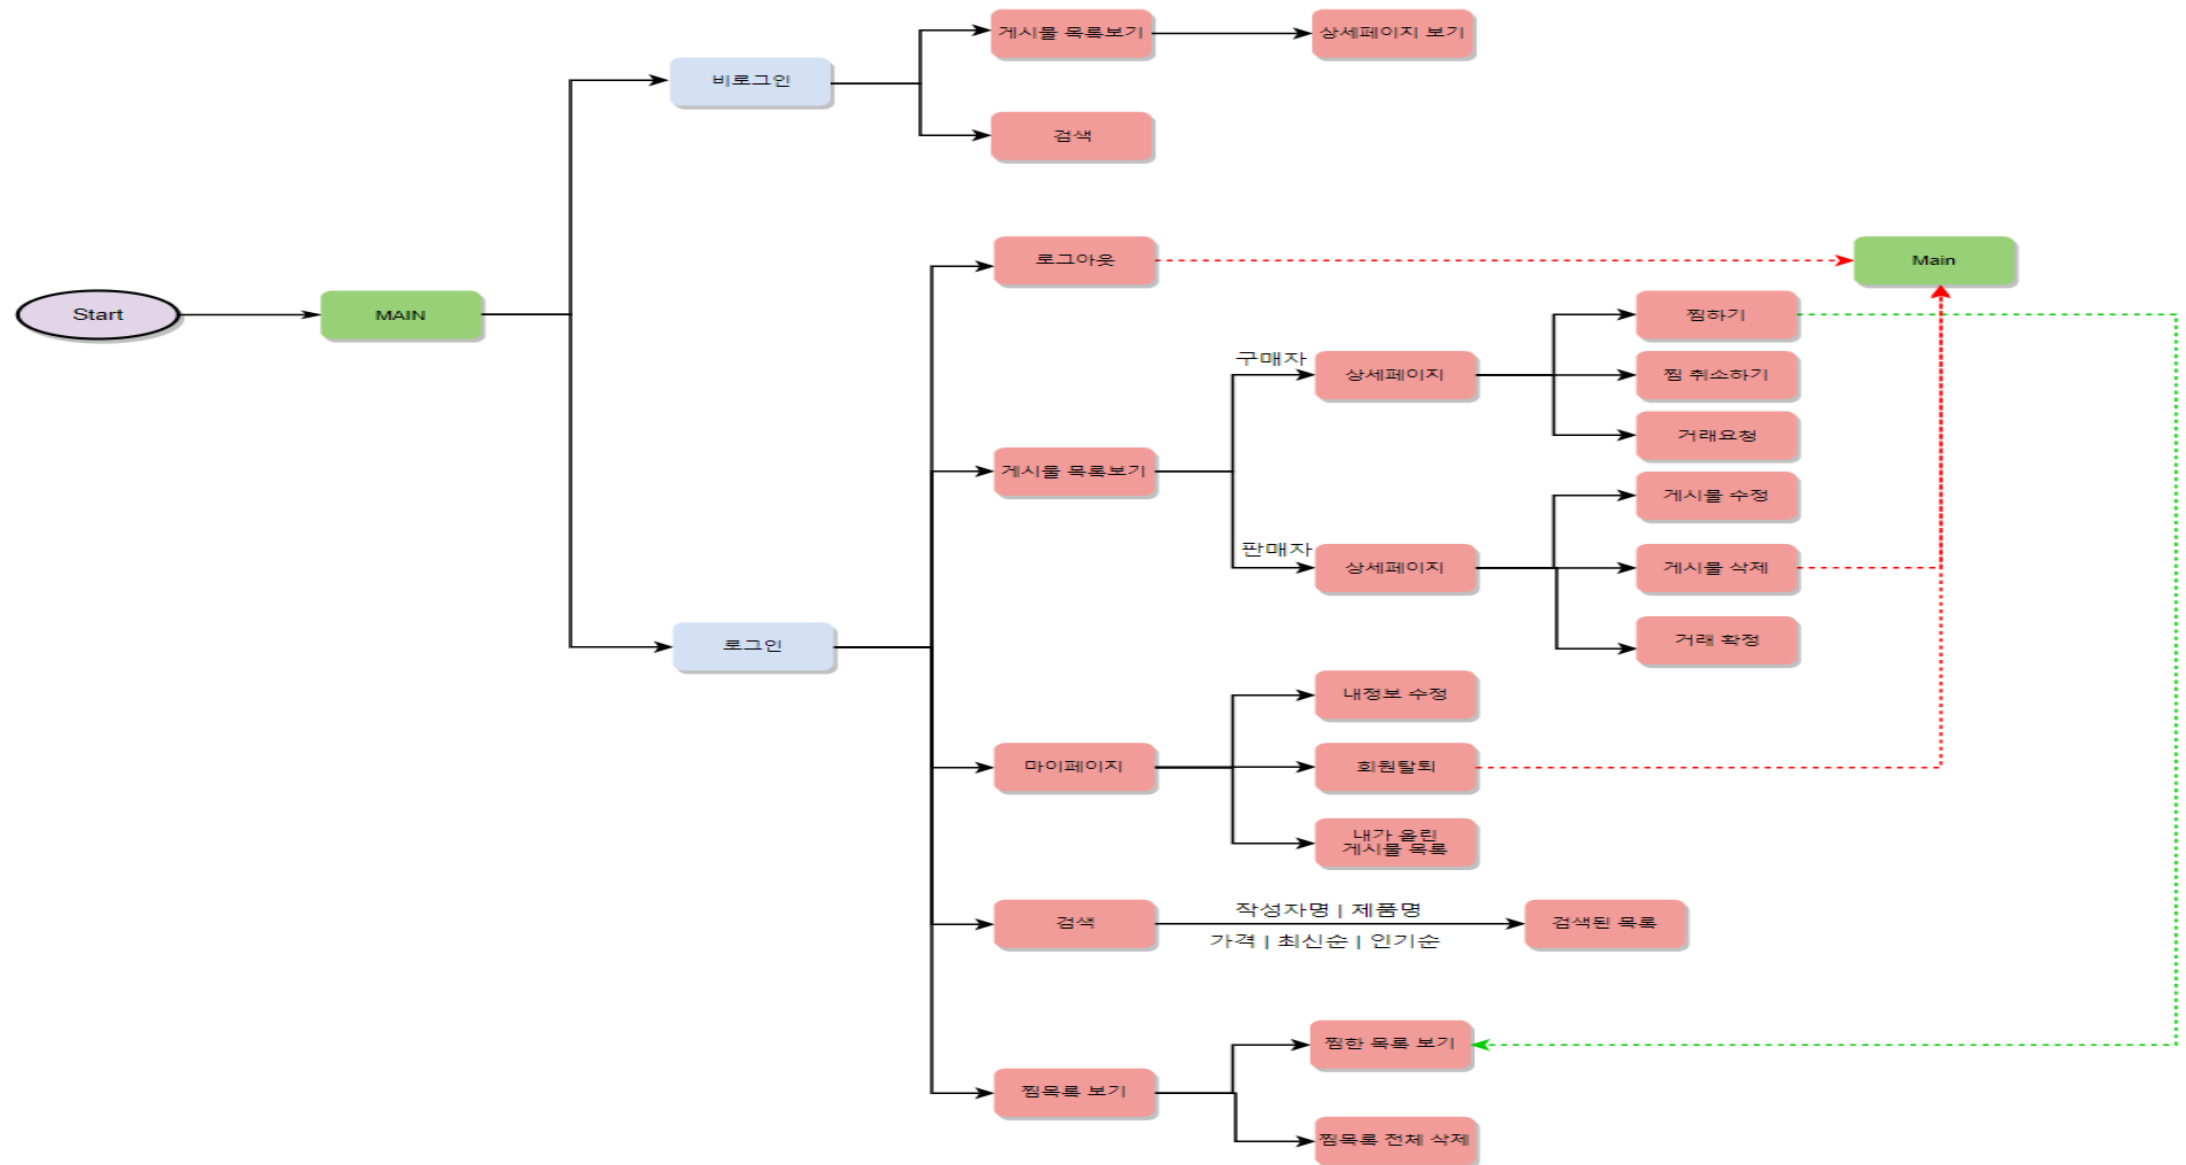 게시물 목록보기
상세페이지 보기
비로그인
검색
로그아웃
Main
Start
MAIN
찜하기
구매자
상세페이지
찜 취소하기
거래요청
게시물 목록보기
게시물 수정
판매자
상세페이지
게시물 삭제
거래 확정
로그인
내정보 수정
마이페이지
회원탈퇴
내가 올린
게시물 목록
검색
작성자명 | 제품명
가격 | 최신순 | 인기순
검색된 목록
찜한 목록 보기
찜목록 보기
찜목록 전체 삭제